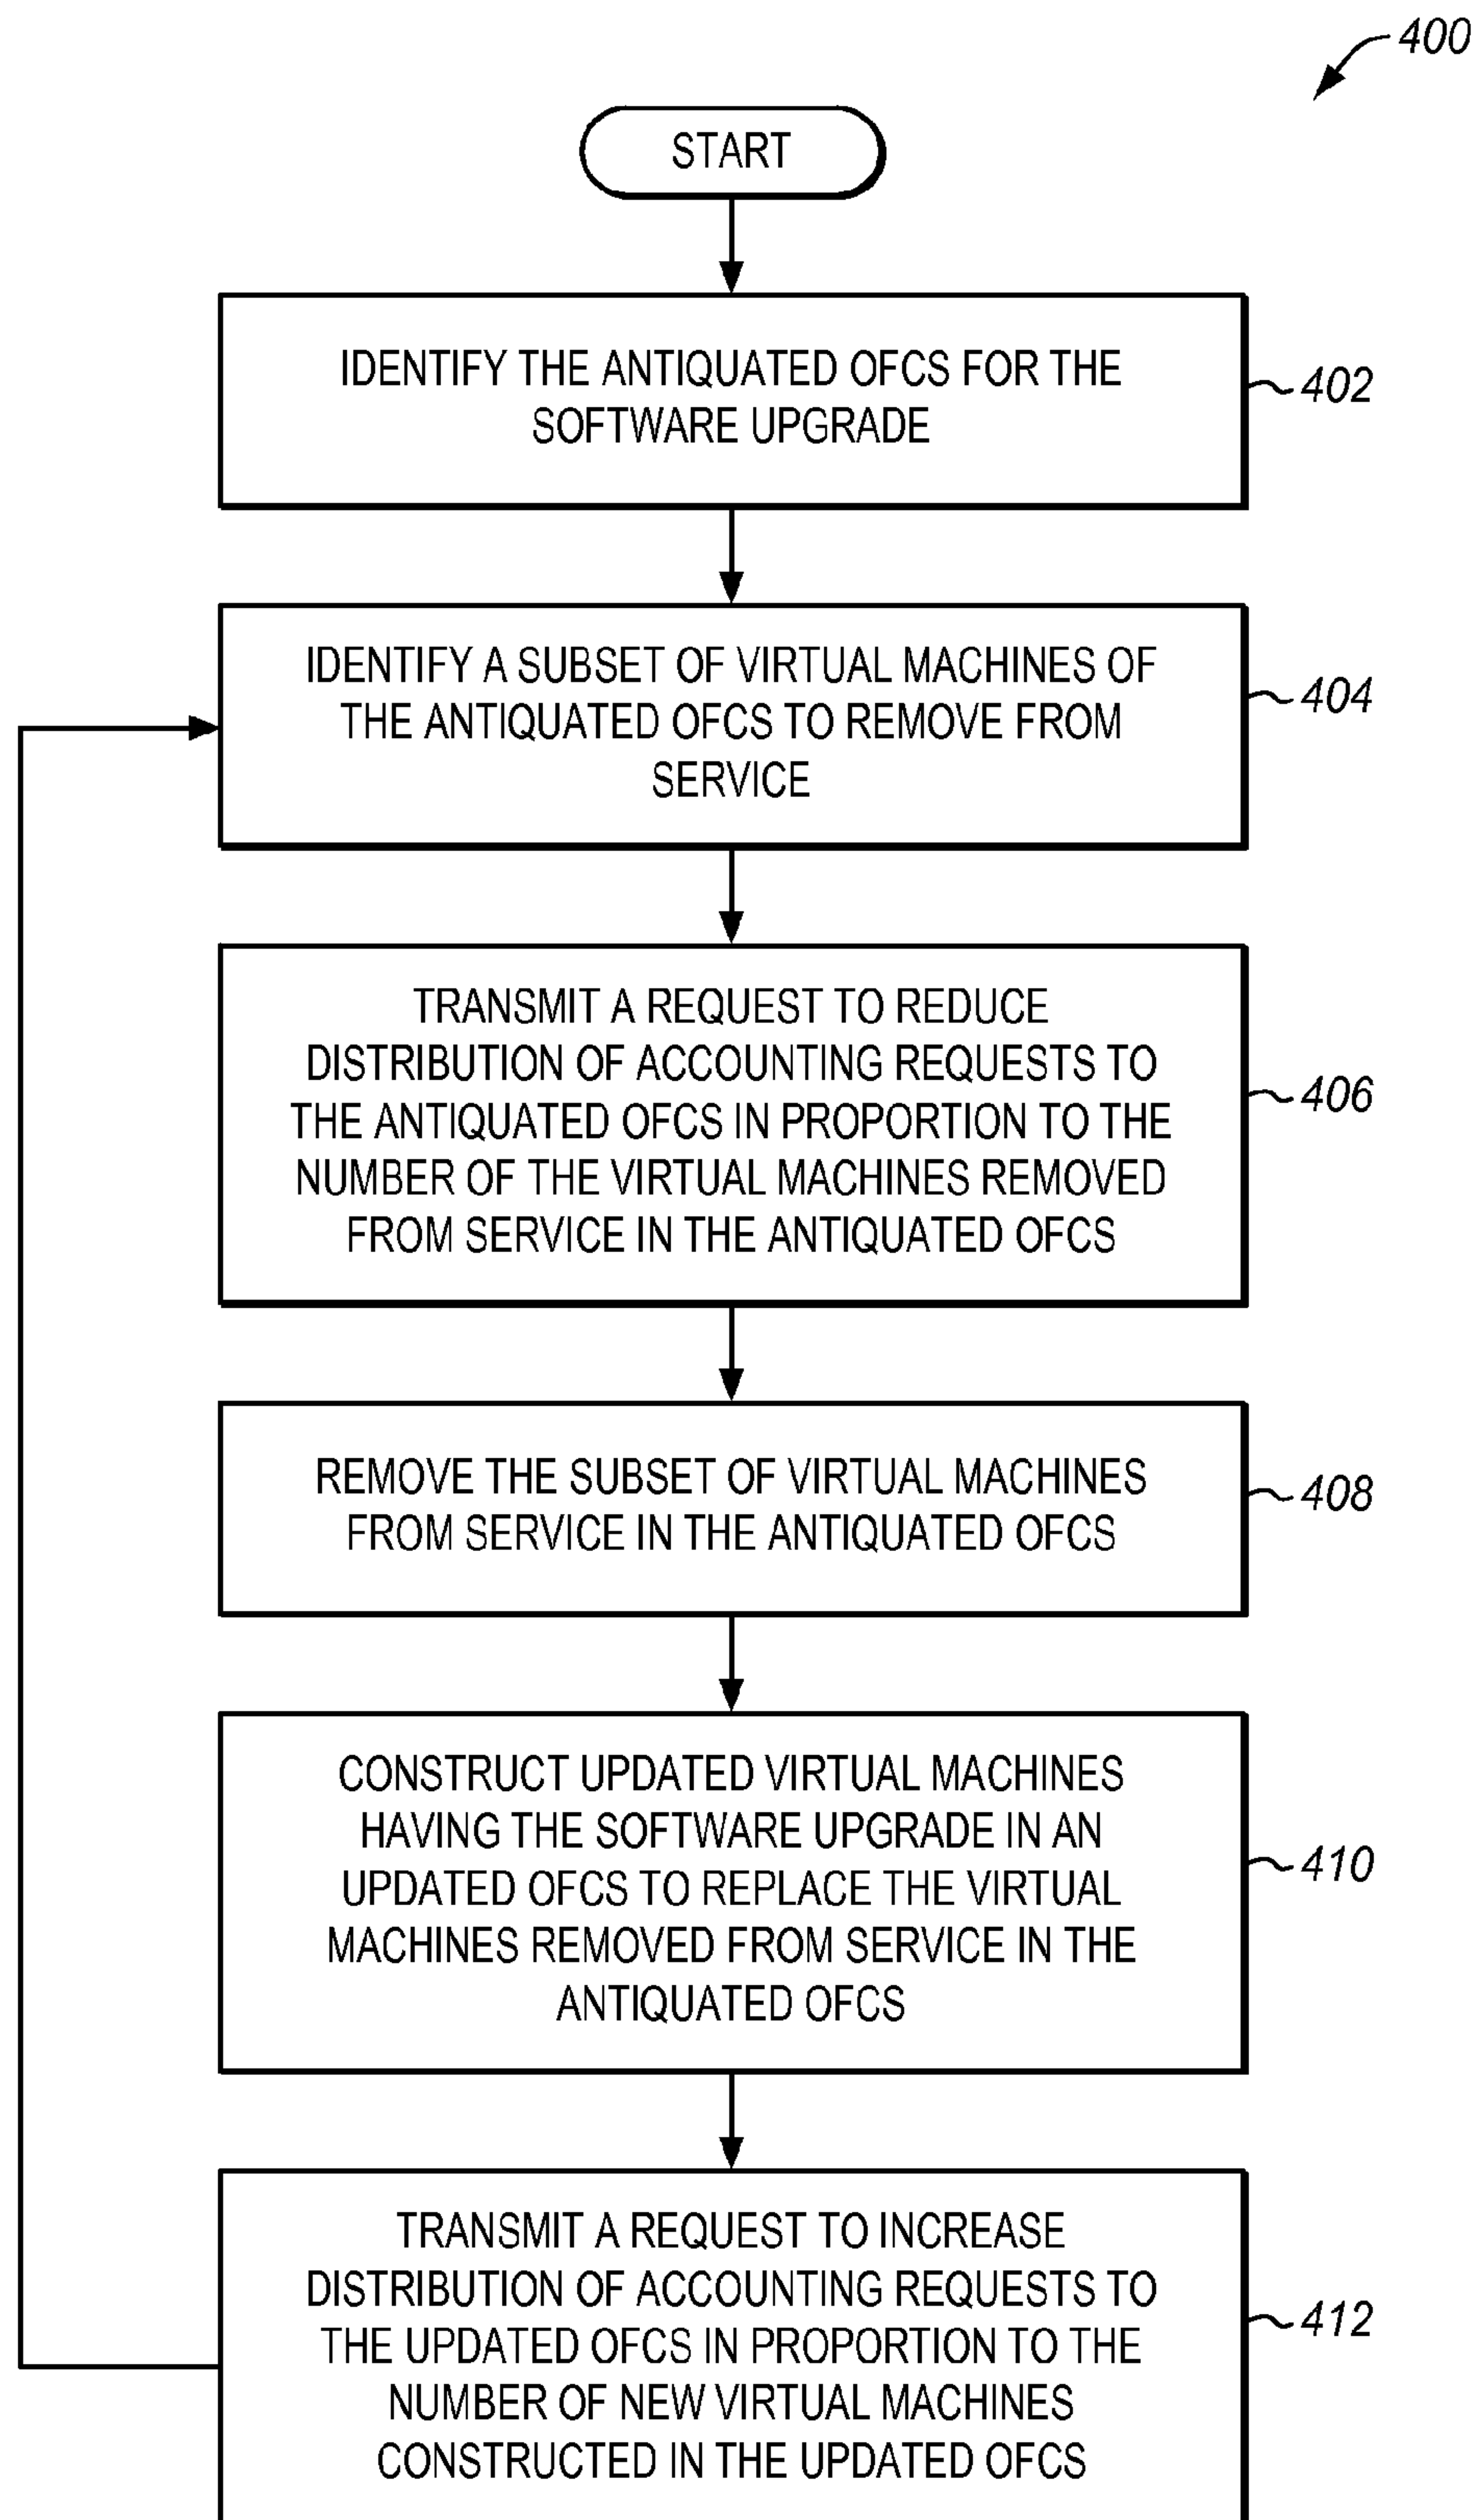 400
START
IDENTIFY THE ANTIQUATED OFCS FOR THE
SOFTWARE UPGRADE
402
IDENTIFY A SUBSET OF VIRTUAL MACHINES OF
THE ANTIQUATED OFCS TO REMOVE FROM
SERVICE
404
TRANSMIT A REQUEST TO REDUCE
DISTRIBUTION OF ACCOUNTING REQUESTS TO
THE ANTIQUATED OFCS IN PROPORTION TO THE
NUMBER OF THE VIRTUAL MACHINES REMOVED
FROM SERVICE IN THE ANTIQUATED OFCS
406
REMOVE THE SUBSET OF VIRTUAL MACHINES
FROM SERVICE IN THE ANTIQUATED OFCS
408
CONSTRUCT UPDATED VIRTUAL MACHINES
HAVING THE SOFTWARE UPGRADE IN AN
UPDATED OFCS TO REPLACE THE VIRTUAL
MACHINES REMOVED FROM SERVICE IN THE
ANTIQUATED OFCS
410
TRANSMIT A REQUEST TO INCREASE
DISTRIBUTION OF ACCOUNTING REQUESTS TO
THE UPDATED OFCS IN PROPORTION TO THE
NUMBER OF NEW VIRTUAL MACHINES
CONSTRUCTED IN THE UPDATED OFCS
412